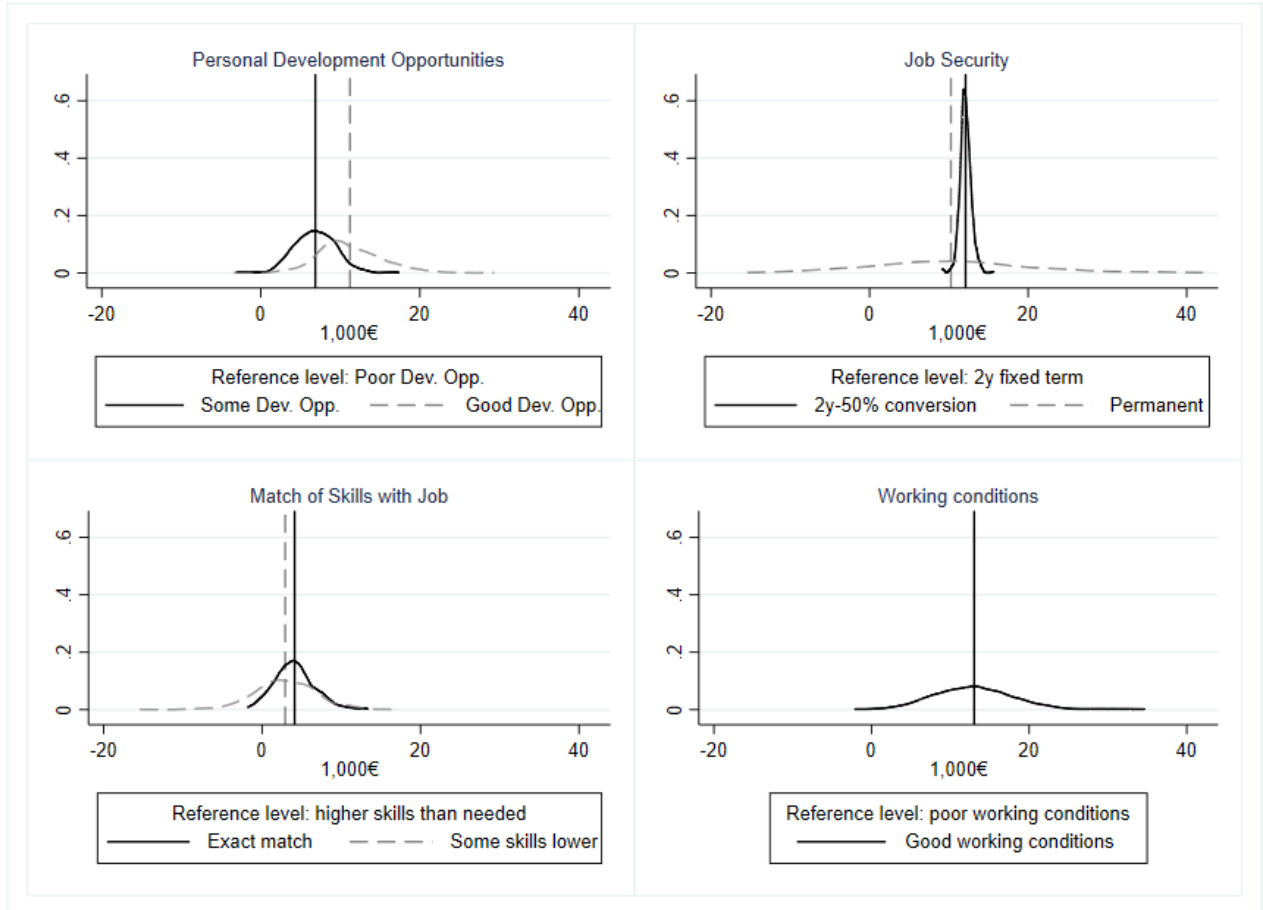 Personal Development Opportunities
.6
.4
.2
0
-20 0 20 40
1,000€
Reference level: Poor Dev. Opp.
Some Dev. Opp. Good Dev. Opp.
Job Security
.6
.4
.2
0
-20 0 20 40
1,000€
Reference level: 2y fixed term
2y-50% conversion Permanent
Match of Skills with Job
.6
.4
.2
0
-20 0 20 40
1,000€
Reference level: higher skills than needed
Exact match Some skills lower
Working conditions
.6
.4
.2
0
-20 0 20 40
1,000€
Reference level: poor working conditions
Good working conditions